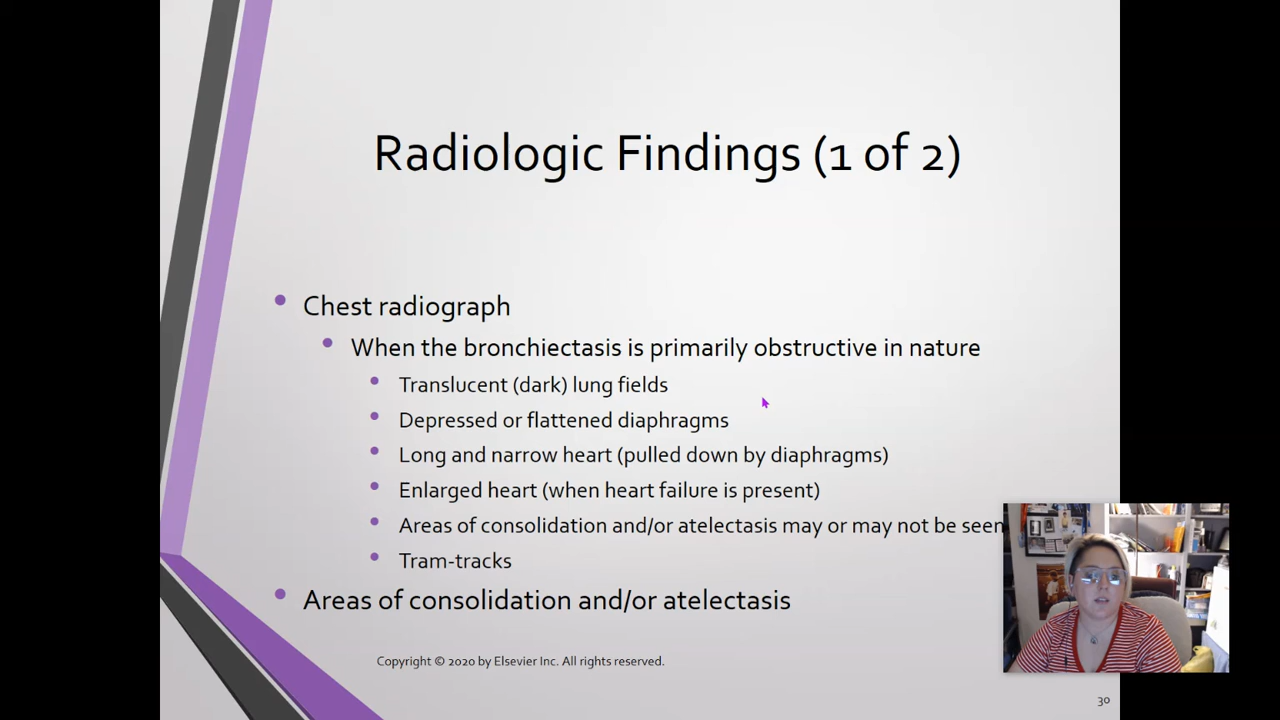 Radiologic Findings (1 of 2)
• Chest radiograph
• When the bronchiectasis is primarily obstructive in nature
• Translucent (dark) lung fields
• Depressed or flattened diaphragms
• Long and narrow heart (pulled down by diaphragms)
• Enlarged heart (when heart failure is present)
• Areas of consolidation and/or atelectasis may or may not be seen
• Tram-tracks
• Areas of consolidation and/or atelectasis
Copyright © 2020 by Elsevier Inc. All rights reserved.
30